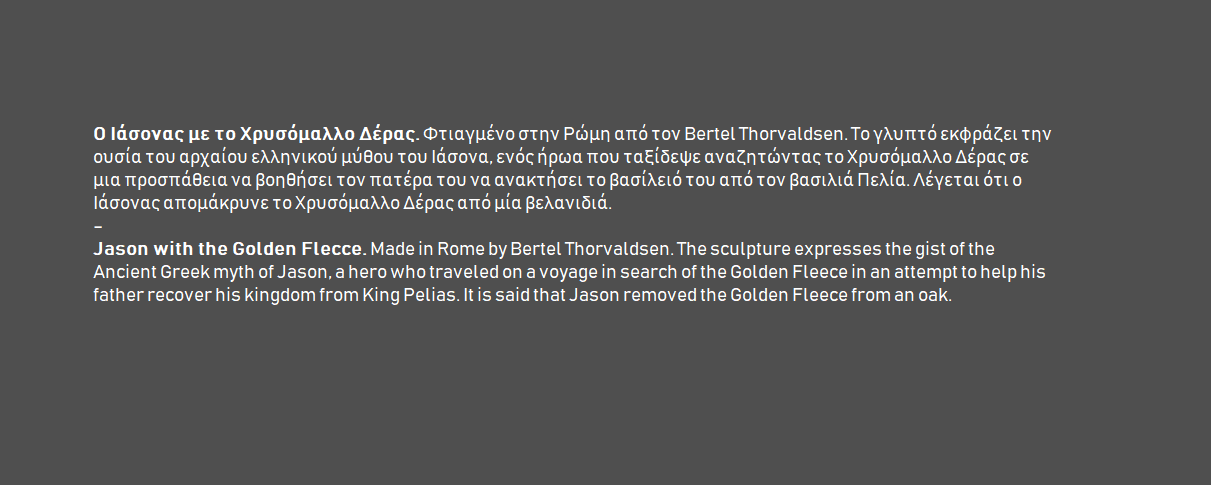 Ο Ιάσονας με το Χρυσόμαλλο Δέρας. Φτιαγμένο στην Ρώμη από τον Bertel Thorvaldsen. Το γλυπτό εκφράζει την
ουσία του αρχαίου ελληνικού μύθου του Ιάσονα, ενός ήρωα που ταξίδεψε αναζητώντας το Χρυσόμαλλο Δέρας σε
μια προσπάθεια να βοηθήσει τον πατέρα του να ανακτήσει το βασίλειό του από τον βασιλιά Πελία. Λέγεται ότι ο
Ιάσονας απομάκρυνε το Χρυσόμαλλο Δέρας από μία βελανιδιά.
–
Jason with the Golden Flecce. Made in Rome by Bertel Thorvaldsen. The sculpture expresses the gist of the
Ancient Greek myth of Jason, a hero who traveled on a voyage in search of the Golden Fleece in an attempt to help his
father recover his kingdom from King Pelias. It is said that Jason removed the Golden Fleece from an oak.